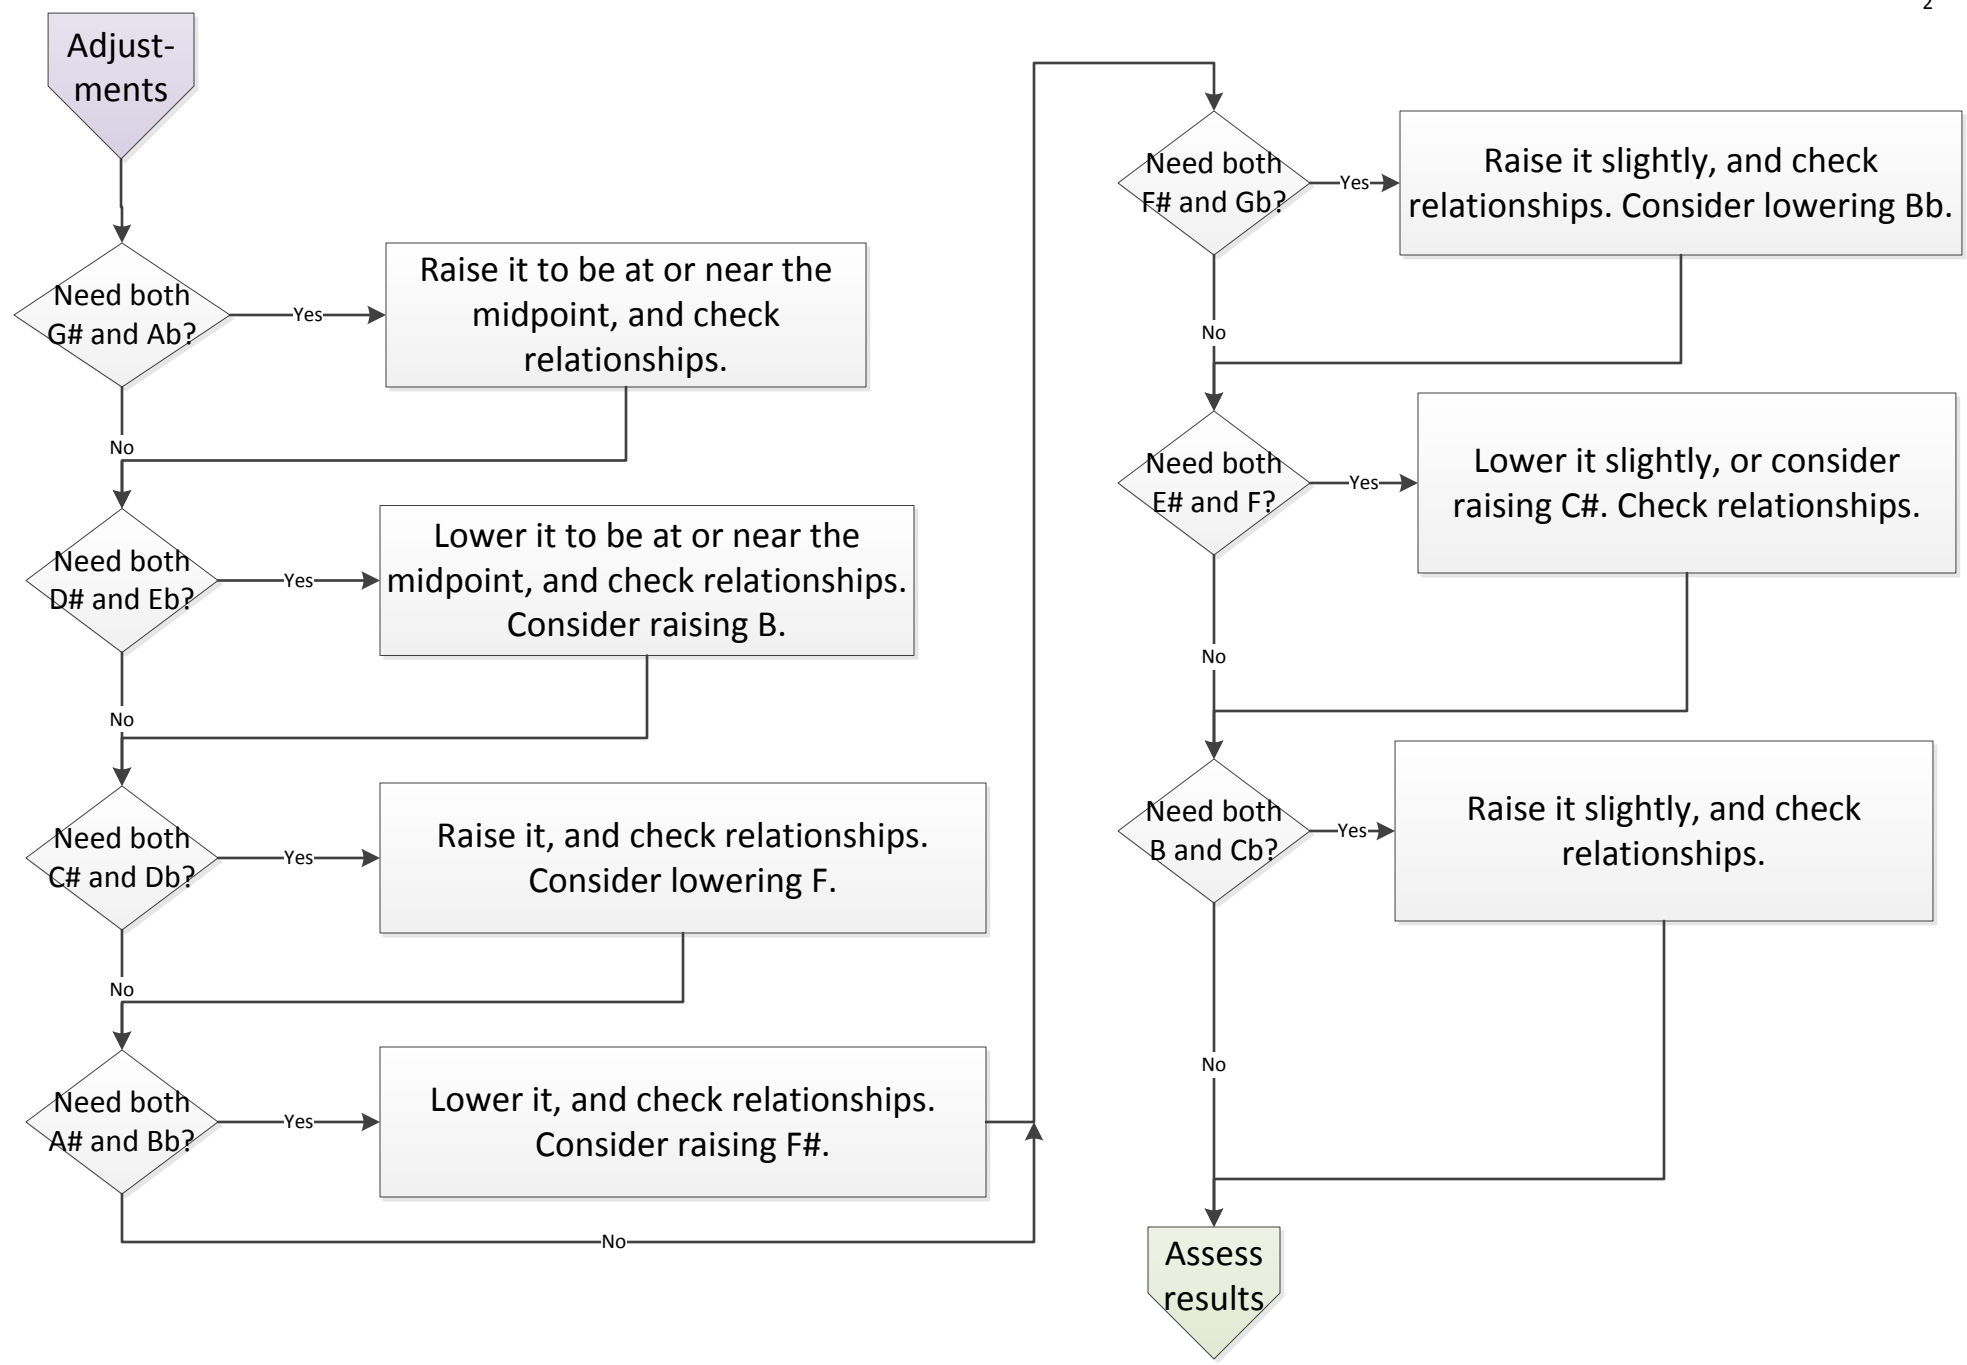 2
Adjust-
ments
Need both
G# and Ab?
Yes
Raise it to be at or near the
midpoint, and check
relationships.
No
Need both
D# and Eb?
Yes
Lower it to be at or near the
midpoint, and check relationships.
Consider raising B.
No
Need both
C# and Db?
Yes
Raise it, and check relationships.
Consider lowering F.
No
Need both
A# and Bb?
Yes
Lower it, and check relationships.
Consider raising F#.
No
Need both
F# and Gb?
Yes
Raise it slightly, and check
relationships. Consider lowering Bb.
No
Need both
E# and F?
Yes
Lower it slightly, or consider
raising C#. Check relationships.
No
Need both
B and Cb?
Yes
Raise it slightly, and check
relationships.
No
Assess
results